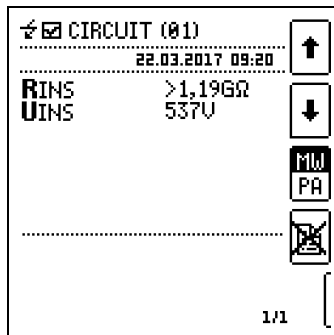 CIRCUIT (01)
22.03.2017 09:20
RINS >1,19GΩ
UINS 537V
MW
PA
1/1